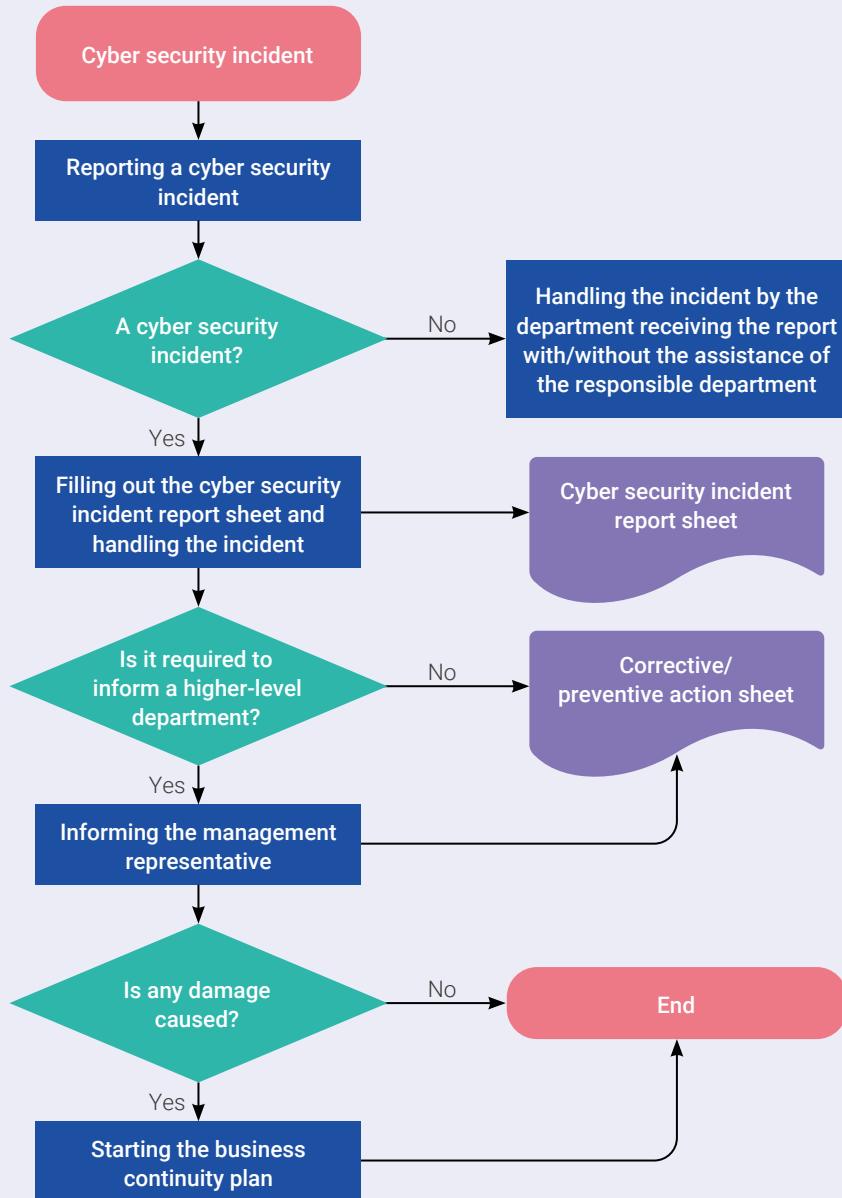 Cyber security incident
Reporting a cyber security
incident
A cyber security
incident?
No
Handling the incident by the
department receiving the report
with/without the assistance of
the responsible department
Yes
Filling out the cyber security
incident report sheet and
handling the incident
Cyber security incident
report sheet
Is it required to
inform a higher-level
department?
No
Corrective/
preventive action sheet
Yes
Informing the management
representative
Is any damage
caused?
No
End
Yes
Starting the business
continuity plan